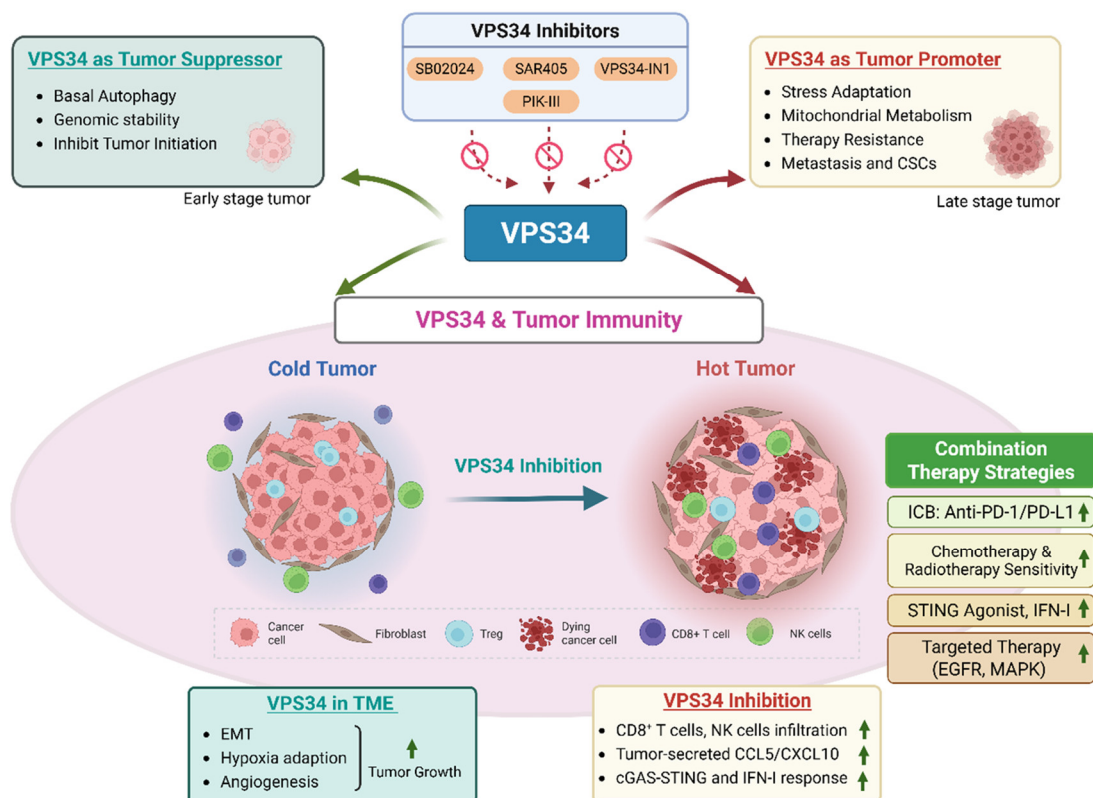 VPS34 as Tumor Suppressor
• Basal Autophagy
• Genomic stability
• Inhibit Tumor Initiation
Early stage tumor
VPS34 Inhibitors
SB02024
SAR405
VPS34-IN1
PIK-III
VPS34 as Tumor Promoter
• Stress Adaptation
• Mitochondrial Metabolism
• Therapy Resistance
• Metastasis and CSCs
Late stage tumor
VPS34
VPS34 & Tumor Immunity
Cold Tumor
Hot Tumor
VPS34 Inhibition
Combination
Therapy Strategies
ICB: Anti-PD-1/PD-L1
Chemotherapy &
Radiotherapy Sensitivity
STING Agonist, IFN-I
Targeted Therapy
(EGFR, MAPK)
Cancer
cell
Fibroblast
Treg
Dying
cancer cell
CD8+ T cell
NK cells
VPS34 in TME
• EMT
• Hypoxia adaption
• Angiogenesis
Tumor Growth
VPS34 Inhibition
• CD8⁺ T cells, NK cells infiltration
• Tumor-secreted CCL5/CXCL10
• cGAS-STING and IFN-I response